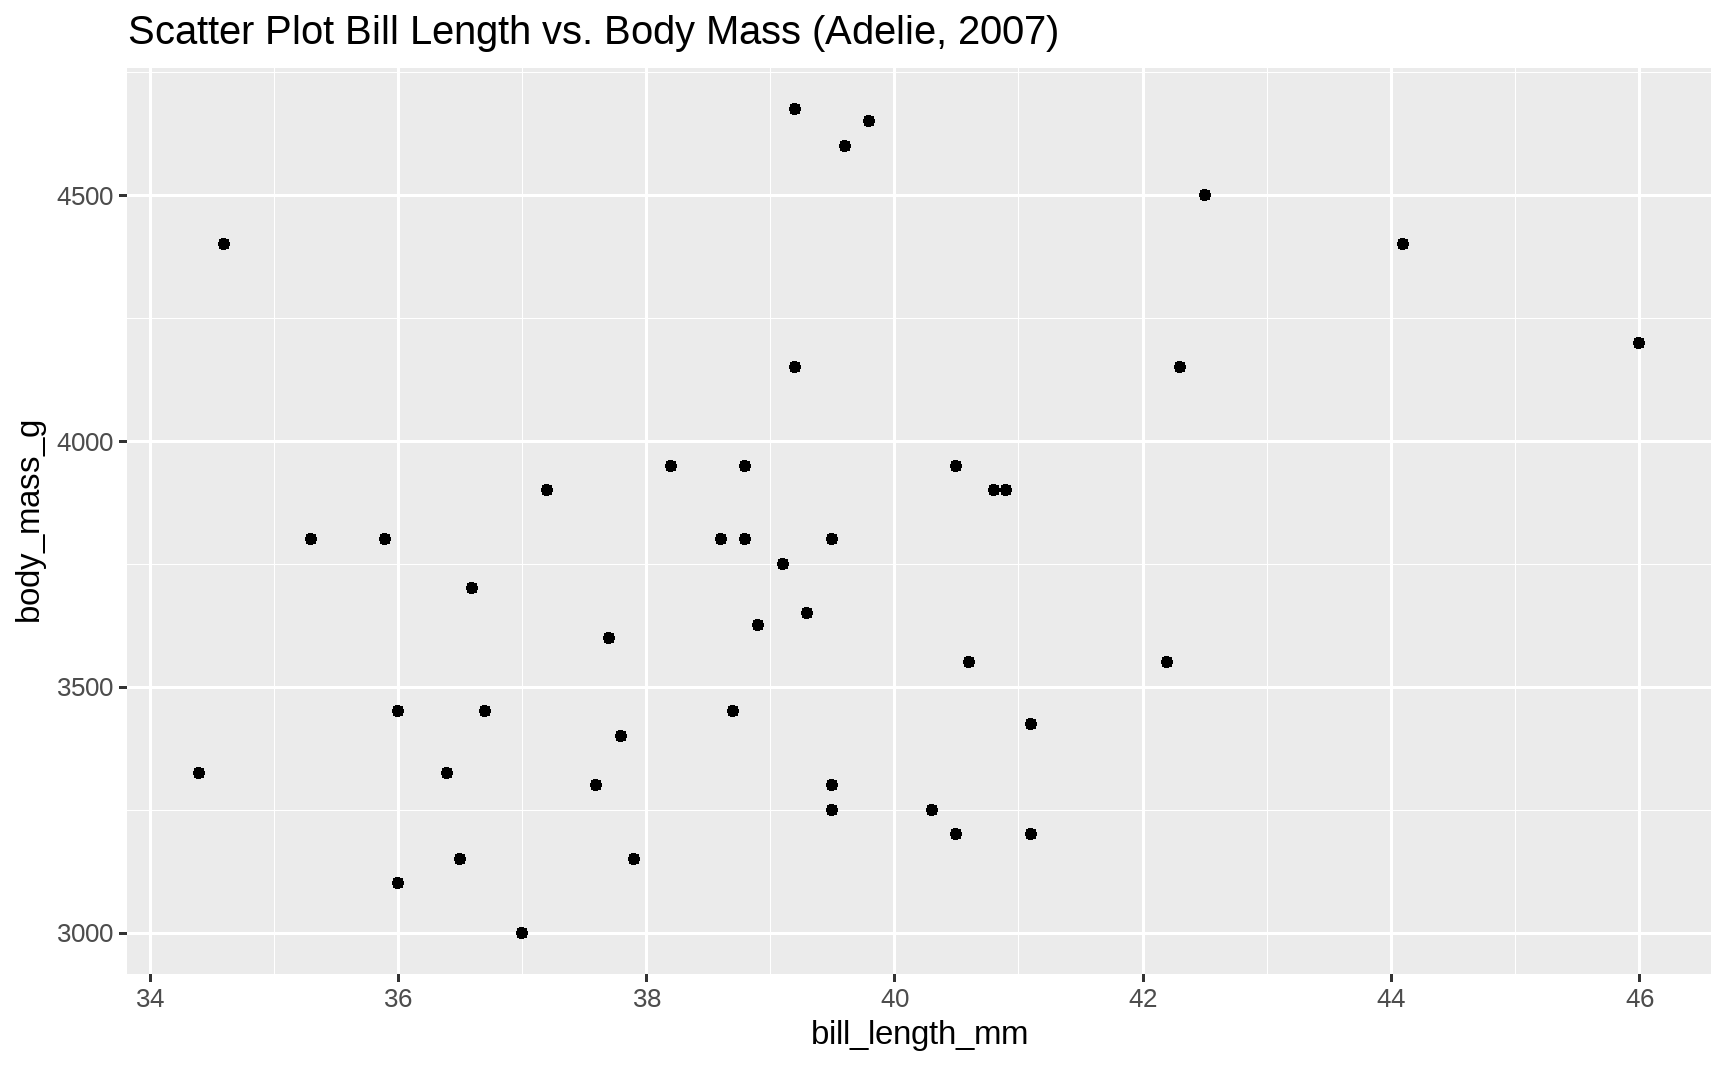 Scatter Plot Bill Length vs. Body Mass (Adelie, 2007)
body_mass_g
4500
4000
3500
3000
34 36 38 40 42 44 46
bill_length_mm